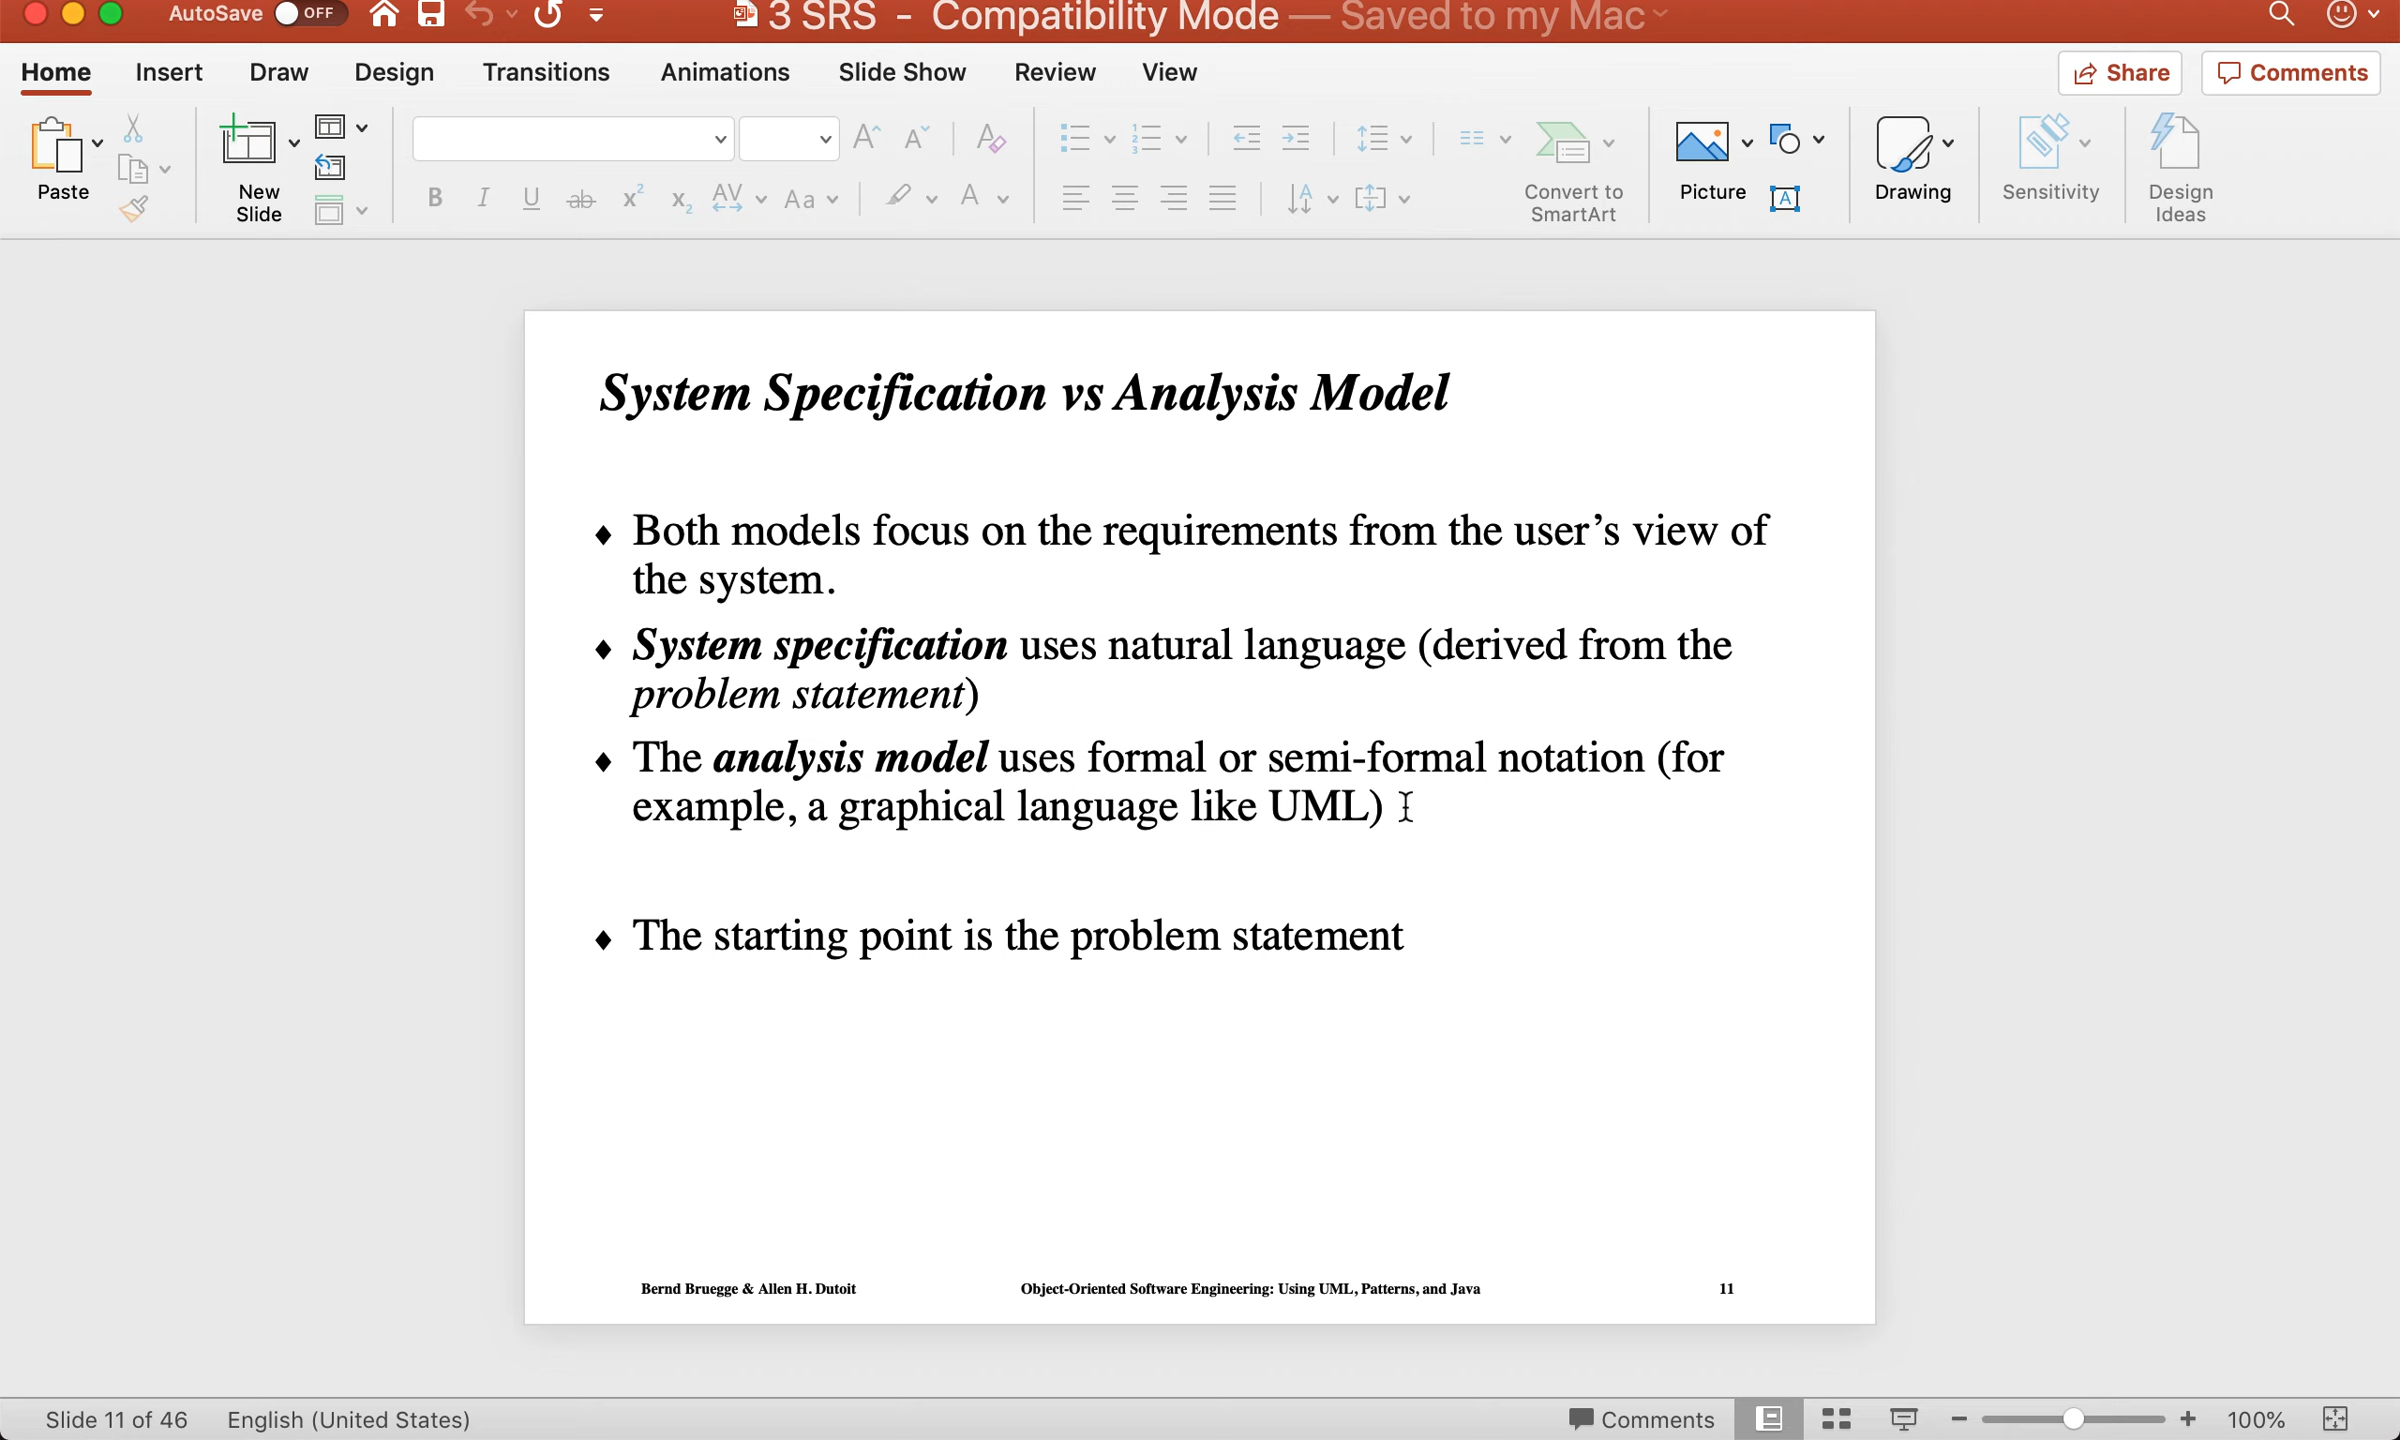 AutoSave OFF 3 SRS - Compatibility Mode — Saved to my Mac
Home Insert Draw Design Transitions Animations Slide Show Review View Share Comments
Paste New Slide Convert to SmartArt Picture Drawing Sensitivity Design Ideas
System Specification vs Analysis Model
♦ Both models focus on the requirements from the user’s view of
the system.
♦ System specification uses natural language (derived from the
problem statement)
♦ The analysis model uses formal or semi-formal notation (for
example, a graphical language like UML)
♦ The starting point is the problem statement
Bernd Bruegge & Allen H. Dutoit Object-Oriented Software Engineering: Using UML, Patterns, and Java 11
Slide 11 of 46 English (United States) Comments 100%